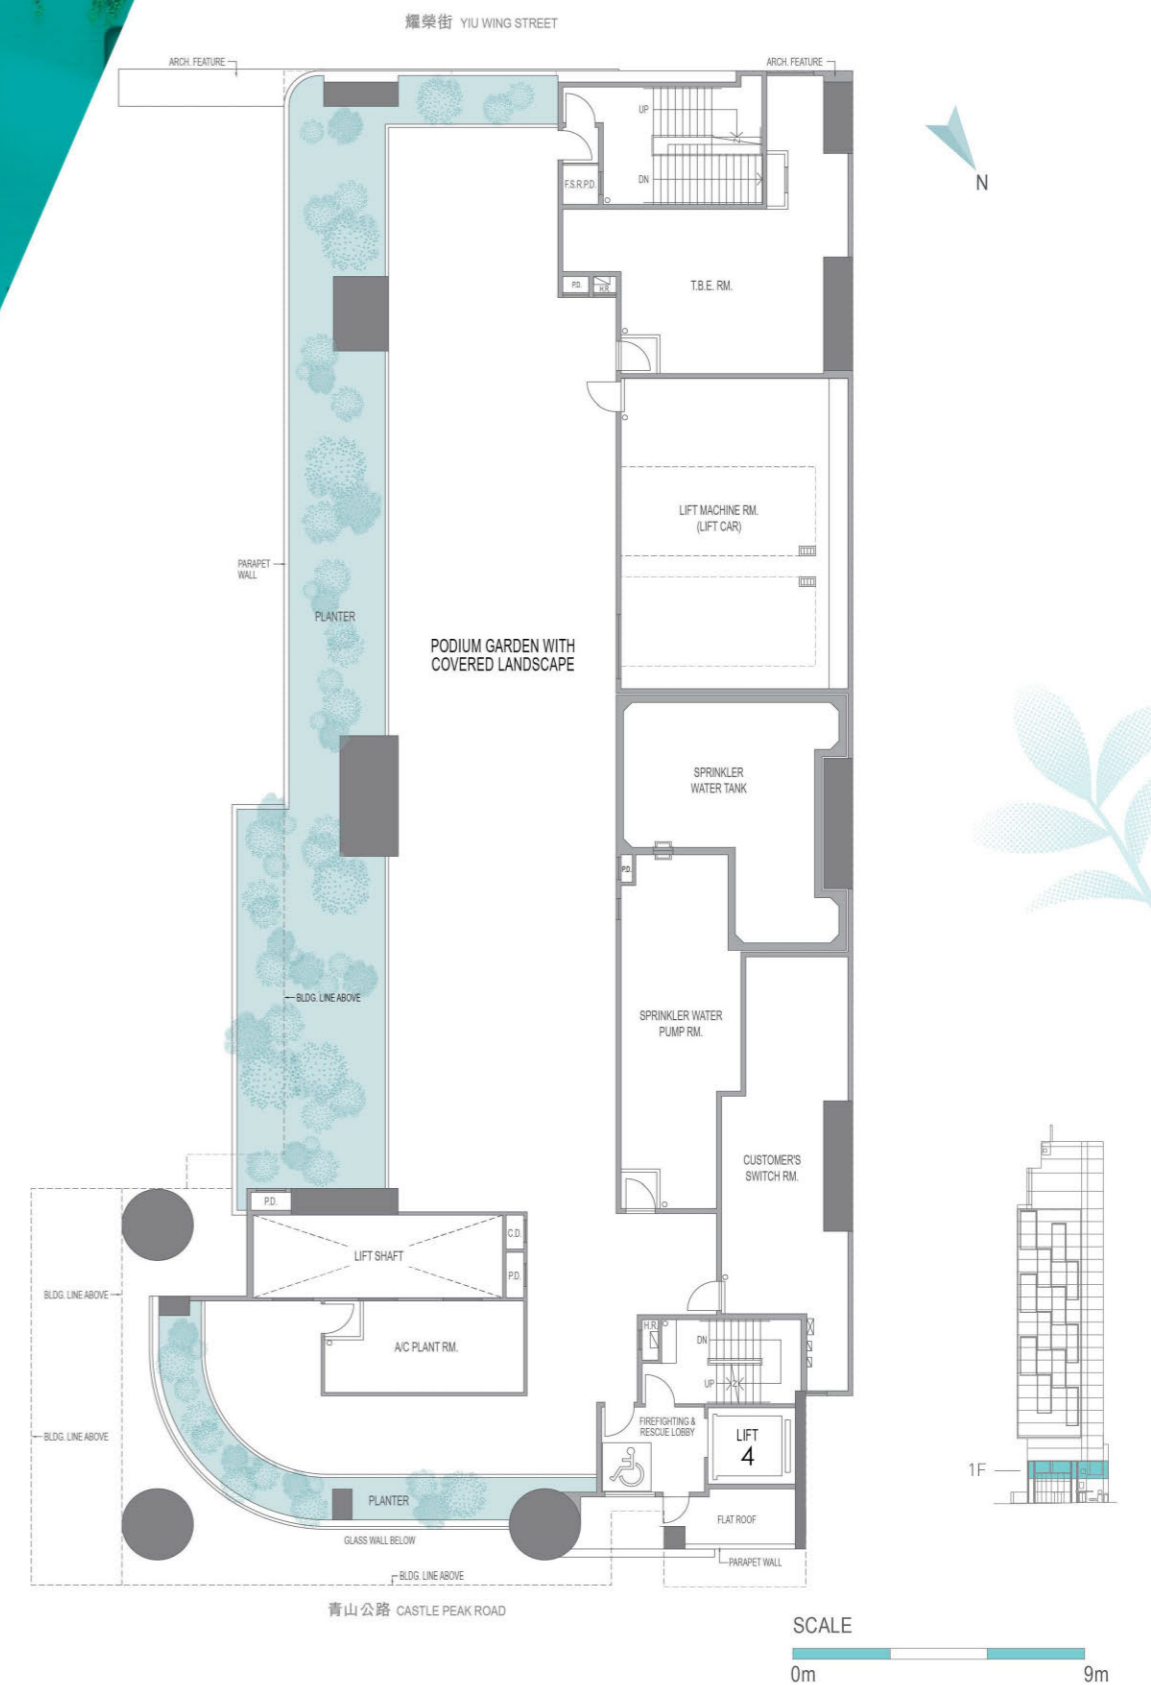 耀榮街 YIU WING STREET
ARCH. FEATURE
ARCH. FEATURE
UP
N
DN
F.S.R.P.D.
P.D.
H.R.
T.B.E. RM.
LIFT MACHINE RM.
(LIFT CAR)
PARAPET
WALL
PLANTER
PODIUM GARDEN WITH
COVERED LANDSCAPE
SPRINKLER
WATER TANK
P.D.
BLDG. LINE ABOVE
SPRINKLER WATER
PUMP RM.
CUSTOMER'S
SWITCH RM.
P.D.
C.D.
LIFT SHAFT
P.D.
BLDG. LINE ABOVE
H.R.
DN
A/C PLANT RM.
UP
FIREFIGHTING &
RESCUE LOBBY
BLDG. LINE ABOVE
LIFT
4
1F
PLANTER
FLAT ROOF
GLASS WALL BELOW
PARAPET WALL
BLDG. LINE ABOVE
青山公路 CASTLE PEAK ROAD
SCALE
0m
9m